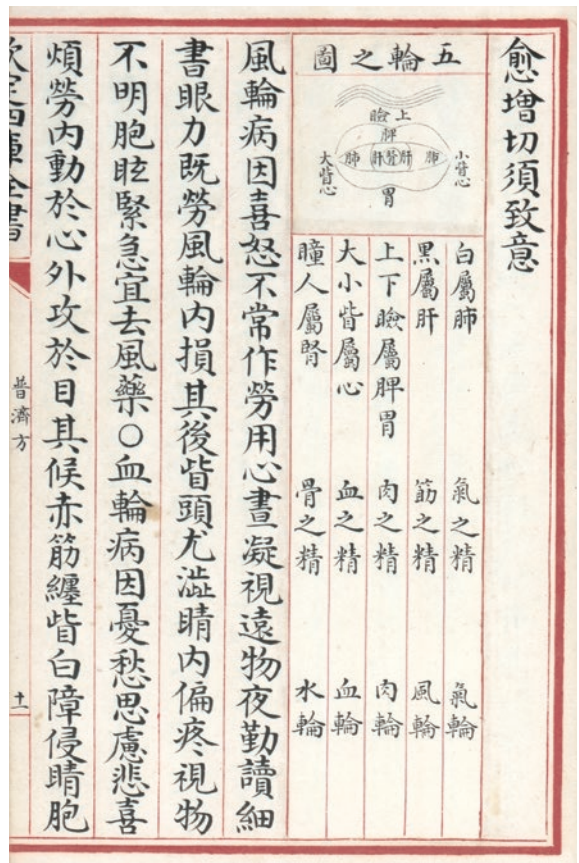 愈增切須致意
五輪之圖
上
瞼
脾
小眥心
肺
肝
腎
肝
肺
大眥心
胃
白屬肺 氣之精 氣輪
黑屬肝 筋之精 風輪
上下瞼屬脾胃 肉之精 肉輪
大小眥屬心 血之精 血輪
瞳人屬腎 骨之精 水輪
風輪病因喜怒不常作勞用心晝凝視遠物夜勤讀細
書眼力既勞風輪內損其後眥頭尤澁睛内偏疼視物
不明胞眩緊急宜去風藥○血輪病因憂愁思慮悲喜
煩勞内動於心外攻於目其候赤筋纏眥白障侵睛胞
欽定四庫全書
普濟方
十一